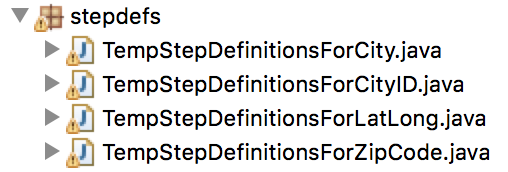 stepdefs
TempStepDefinitionsForCity.java
TempStepDefinitionsForCityID.java
TempStepDefinitionsForLatLong.java
TempStepDefinitionsForZipCode.java